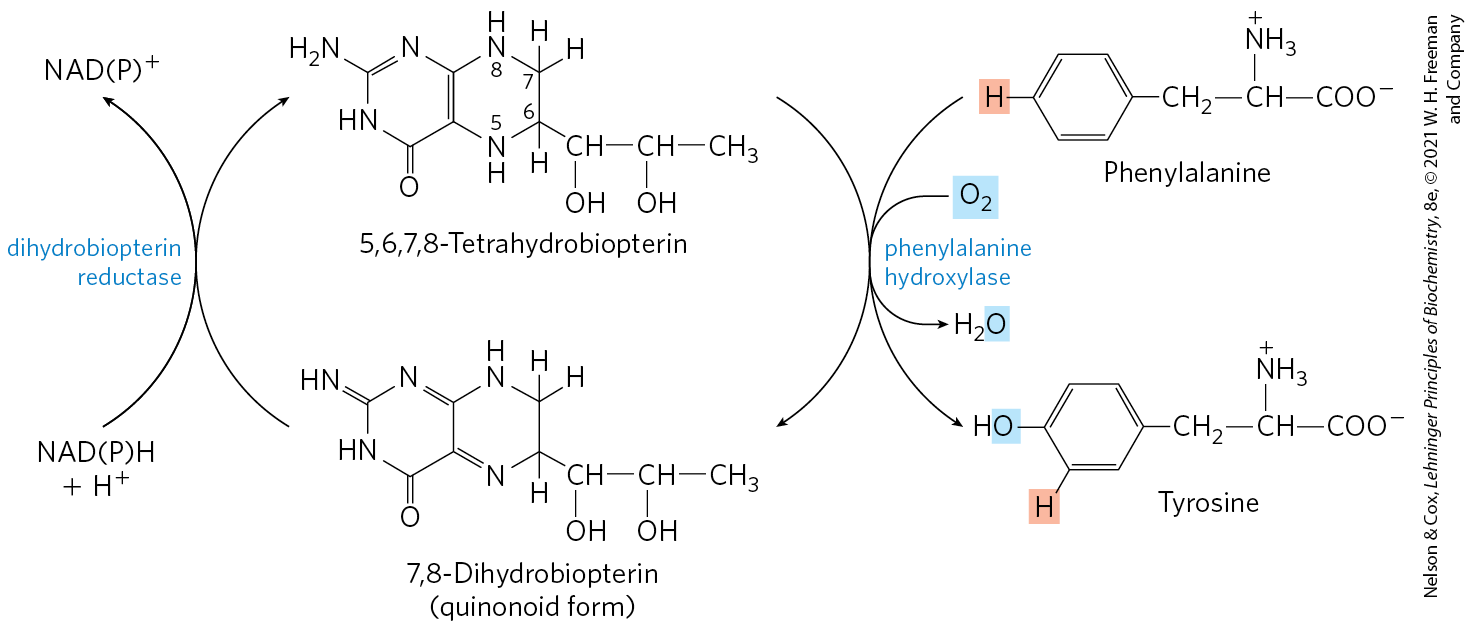 NAD(P)⁺
dihydrobiopterin
reductase
NAD(P)H
+ H⁺
H
H₂N N N H H
8 7
HN 5 6
N CH—CH—CH₃
H H
O OH OH
5,6,7,8-Tetrahydrobiopterin
H
HN N N H H
HN
N CH—CH—CH₃
H
O OH OH
7,8-Dihydrobiopterin
(quinonoid form)
⁺NH₃
H CH₂—CH—COO⁻
Phenylalanine
O₂
phenylalanine
hydroxylase
H₂O
⁺NH₃
HO CH₂—CH—COO⁻
H
Tyrosine
Nelson & Cox, Lehninger Principles of Biochemistry, 8e, © 2021 W. H. Freeman
and Company